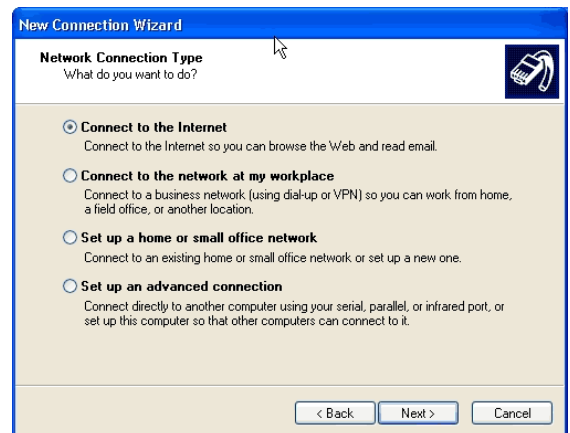 New Connection Wizard
Network Connection Type
What do you want to do?
Connect to the Internet
Connect to the Internet so you can browse the Web and read email.
Connect to the network at my workplace
Connect to a business network (using dial-up or VPN) so you can work from home,
a field office, or another location.
Set up a home or small office network
Connect to an existing home or small office network or set up a new one.
Set up an advanced connection
Connect directly to another computer using your serial, parallel, or infrared port, or
set up this computer so that other computers can connect to it.
< Back Next > Cancel